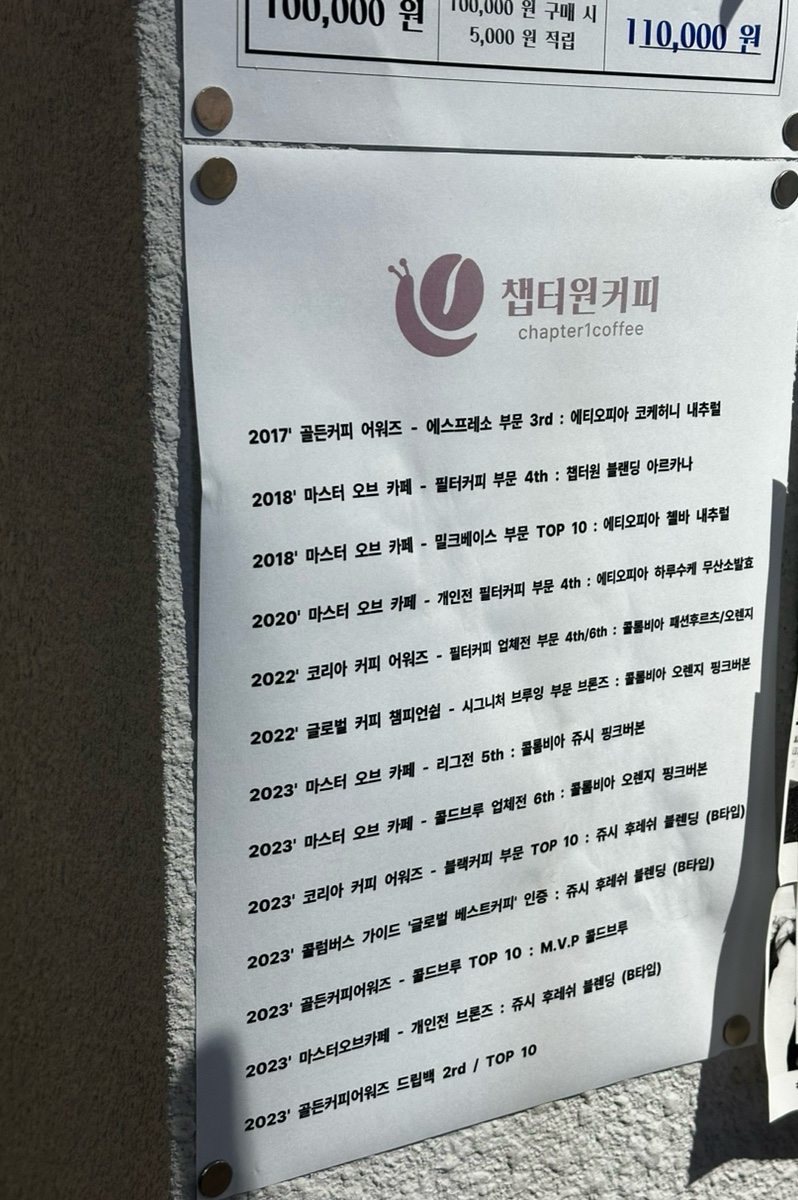 100,000 원
100,000 원 구매 시
5,000 원 적립
110,000 원
챕터원커피
chapter1coffee
2017' 골든커피 어워즈 - 에스프레소 부문 3rd : 에티오피아 코케허니 내추럴
2018' 마스터 오브 카페 - 필터커피 부문 4th : 챕터원 블랜딩 아르카나
2018' 마스터 오브 카페 - 밀크베이스 부문 TOP 10 : 에티오피아 첼바 내추럴
2020' 마스터 오브 카페 - 개인전 필터커피 부문 4th : 에티오피아 하루수케 무산소발효
2022' 코리아 커피 어워즈 - 필터커피 업체전 부문 4th/6th : 콜롬비아 패션후르츠/오렌지
2022' 글로벌 커피 챔피언쉽 - 시그니처 브루잉 부문 브론즈 : 콜롬비아 오렌지 핑크버본
2023' 마스터 오브 카페 - 리그전 5th : 콜롬비아 쥬시 핑크버본
2023' 마스터 오브 카페 - 콜드브루 업체전 6th : 콜롬비아 오렌지 핑크버본
2023' 코리아 커피 어워즈 - 블랙커피 부문 TOP 10 : 쥬시 후레쉬 블렌딩 (B타입)
2023' 콜럼버스 가이드 '글로벌 베스트커피' 인증 : 쥬시 후레쉬 블렌딩 (B타입)
2023' 골든커피어워즈 - 콜드브루 TOP 10 : M.V.P 콜드브루
2023' 마스터오브카페 - 개인전 브론즈 : 쥬시 후레쉬 블렌딩 (B타입)
2023' 골든커피어워즈 드립백 2rd / TOP 10